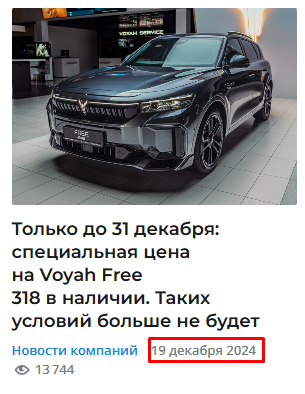 VOYAH SERVICE
FREE
Только до 31 декабря:
специальная цена
на Voyah Free
318 в наличии. Таких
условий больше не будет
Новости компаний 19 декабря 2024
13 744